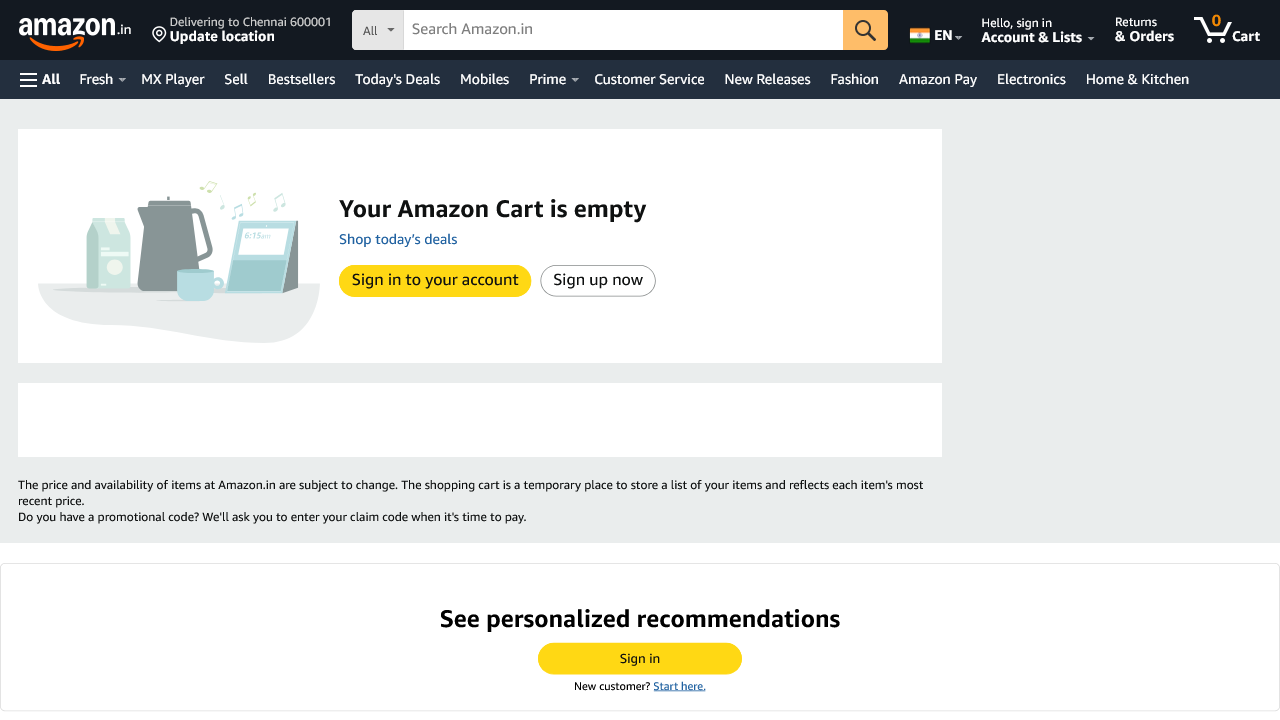 amazon.in
Delivering to Chennai 600001
Update location
All
Search Amazon.in
EN
Hello, sign in
Account & Lists
Returns
& Orders
0
Cart
All
Fresh
MX Player
Sell
Bestsellers
Today's Deals
Mobiles
Prime
Customer Service
New Releases
Fashion
Amazon Pay
Electronics
Home & Kitchen
6:15am
Your Amazon Cart is empty
Shop today's deals
Sign in to your account
Sign up now
The price and availability of items at Amazon.in are subject to change. The shopping cart is a temporary place to store a list of your items and reflects each item's most
recent price.
Do you have a promotional code? We'll ask you to enter your claim code when it's time to pay.
See personalized recommendations
Sign in
New customer? Start here.